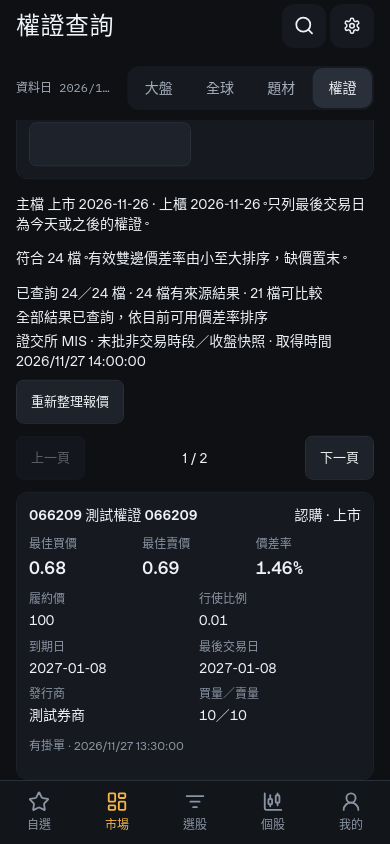 權證查詢
資料日 2026/1…
大盤 全球 題材 權證
主檔 上市 2026-11-26 · 上櫃 2026-11-26。只列最後交易日
為今天或之後的權證。
符合 24 檔。有效雙邊價差率由小至大排序，缺價置末。
已查詢 24／24 檔 · 24 檔有來源結果 · 21 檔可比較
全部結果已查詢，依目前可用價差率排序
證交所 MIS · 末批非交易時段／收盤快照 · 取得時間
2026/11/27 14:00:00
重新整理報價
上一頁 1 / 2 下一頁
066209 測試權證 066209 認購 · 上市
最佳買價 最佳賣價 價差率
0.68 0.69 1.46%
履約價 行使比例
100 0.01
到期日 最後交易日
2027-01-08 2027-01-08
發行商 買量／賣量
測試券商 10／10
有掛單 · 2026/11/27 13:30:00
自選 市場 選股 個股 我的